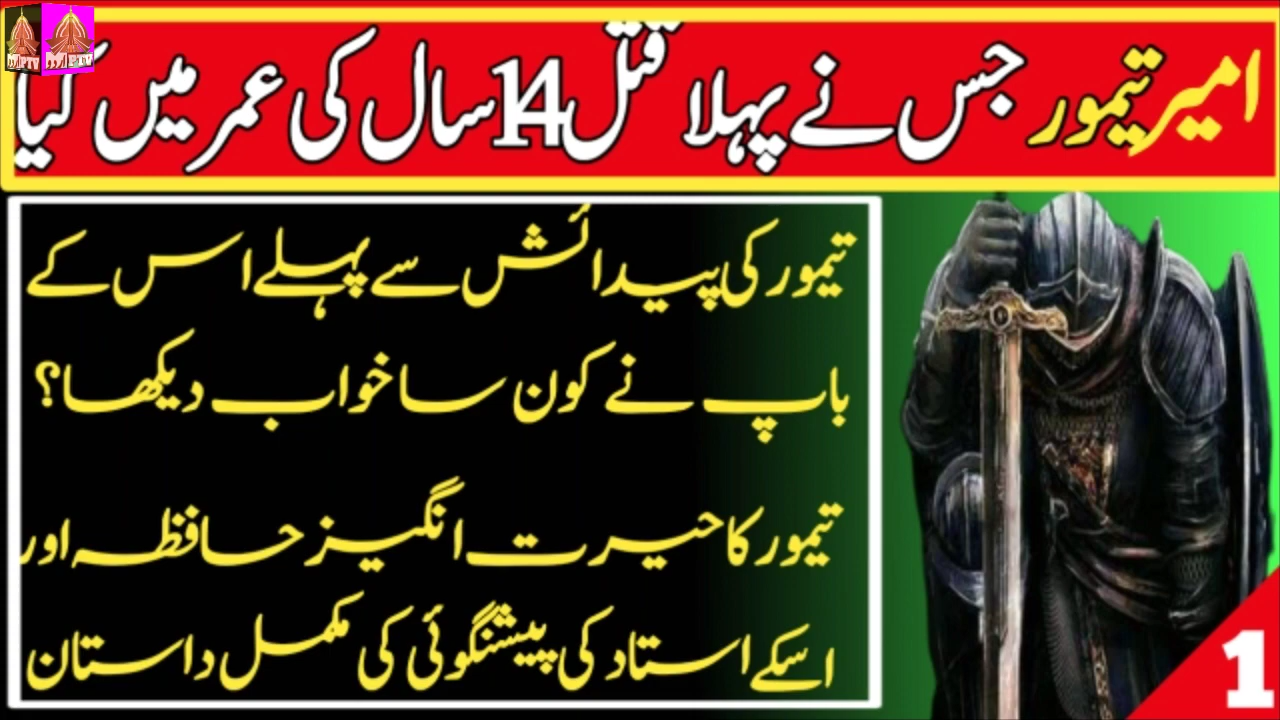 امیر تیمور جس نے پہلا قتل 14 سال کی عمر میں کیا
تیمور کی پیدائش سے پہلے اس کے
باپ نے کون سا خواب دیکھا؟
تیمور کا حیرت انگیز حافظہ اور
اسکے استاد کی پیشنگوئی کی مکمل داستان
1